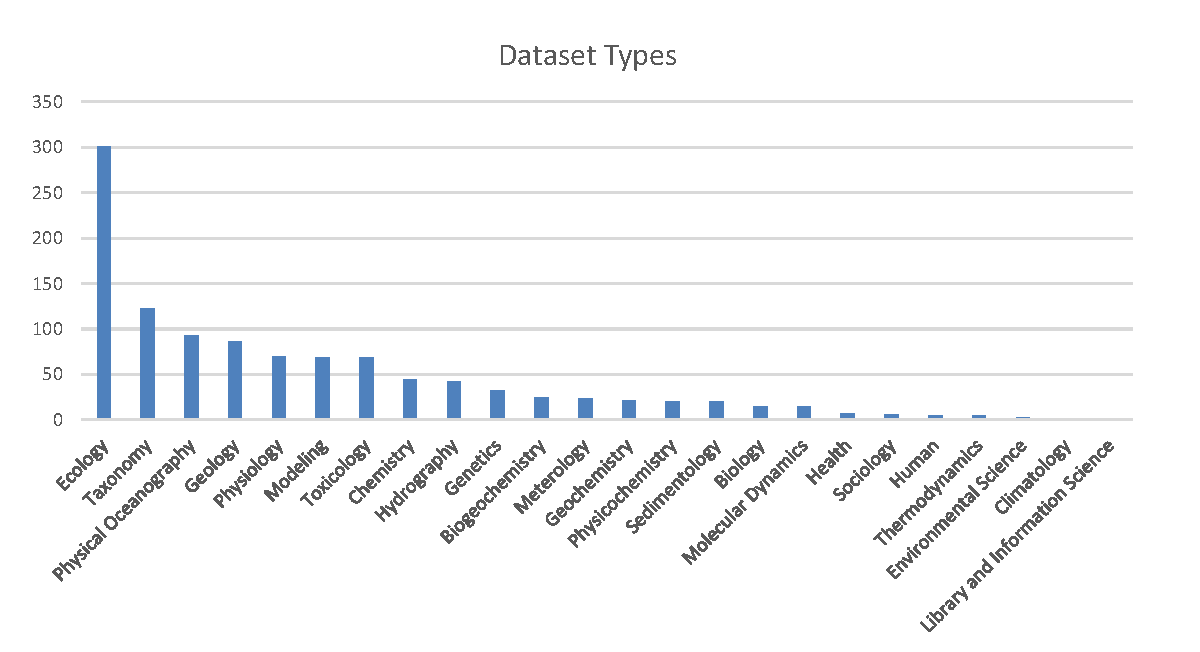 Dataset Types
350
300
250
200
150
100
50
0
Ecology
Taxonomy
Physical Oceanography
Geology
Physiology
Modeling
Toxicology
Chemistry
Hydrography
Genetics
Biogeochemistry
Meterology
Geochemistry
Physicochemistry
Sedimentology
Biology
Molecular Dynamics
Health
Sociology
Human
Thermodynamics
Environmental Science
Climatology
Library and Information Science